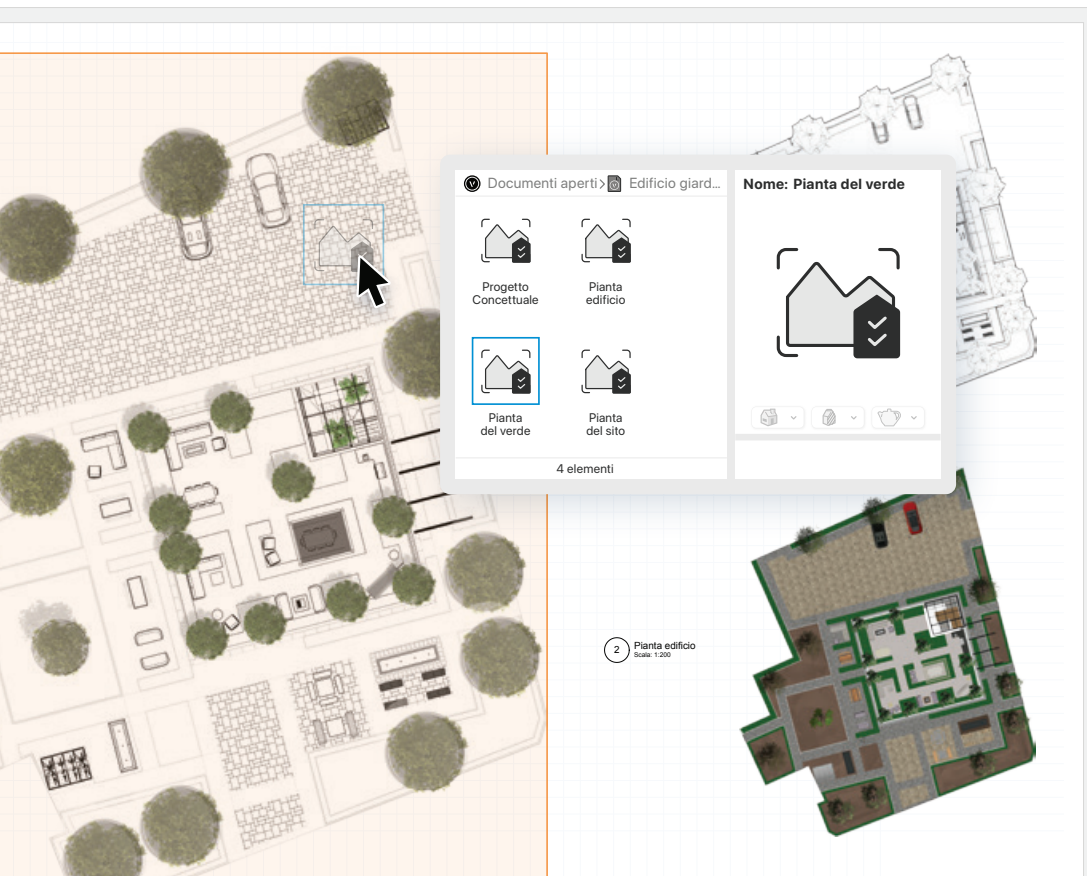 Documenti aperti > Edificio giard...
Nome: Pianta del verde
Progetto
Concettuale
Pianta
edificio
Pianta
del verde
Pianta
del sito
4 elementi
2
Pianta edificio
Scala: 1:200